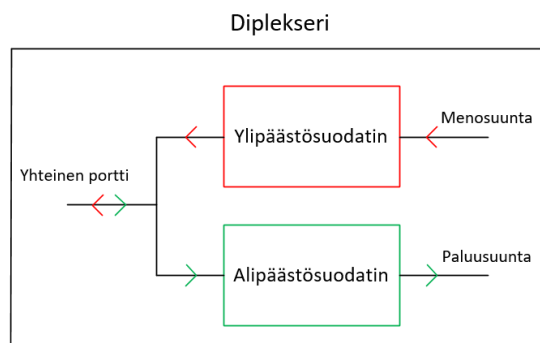 Diplekseri
Ylipäästösuodatin
Menosuunta
Yhteinen portti
Alipäästösuodatin
Paluusuunta